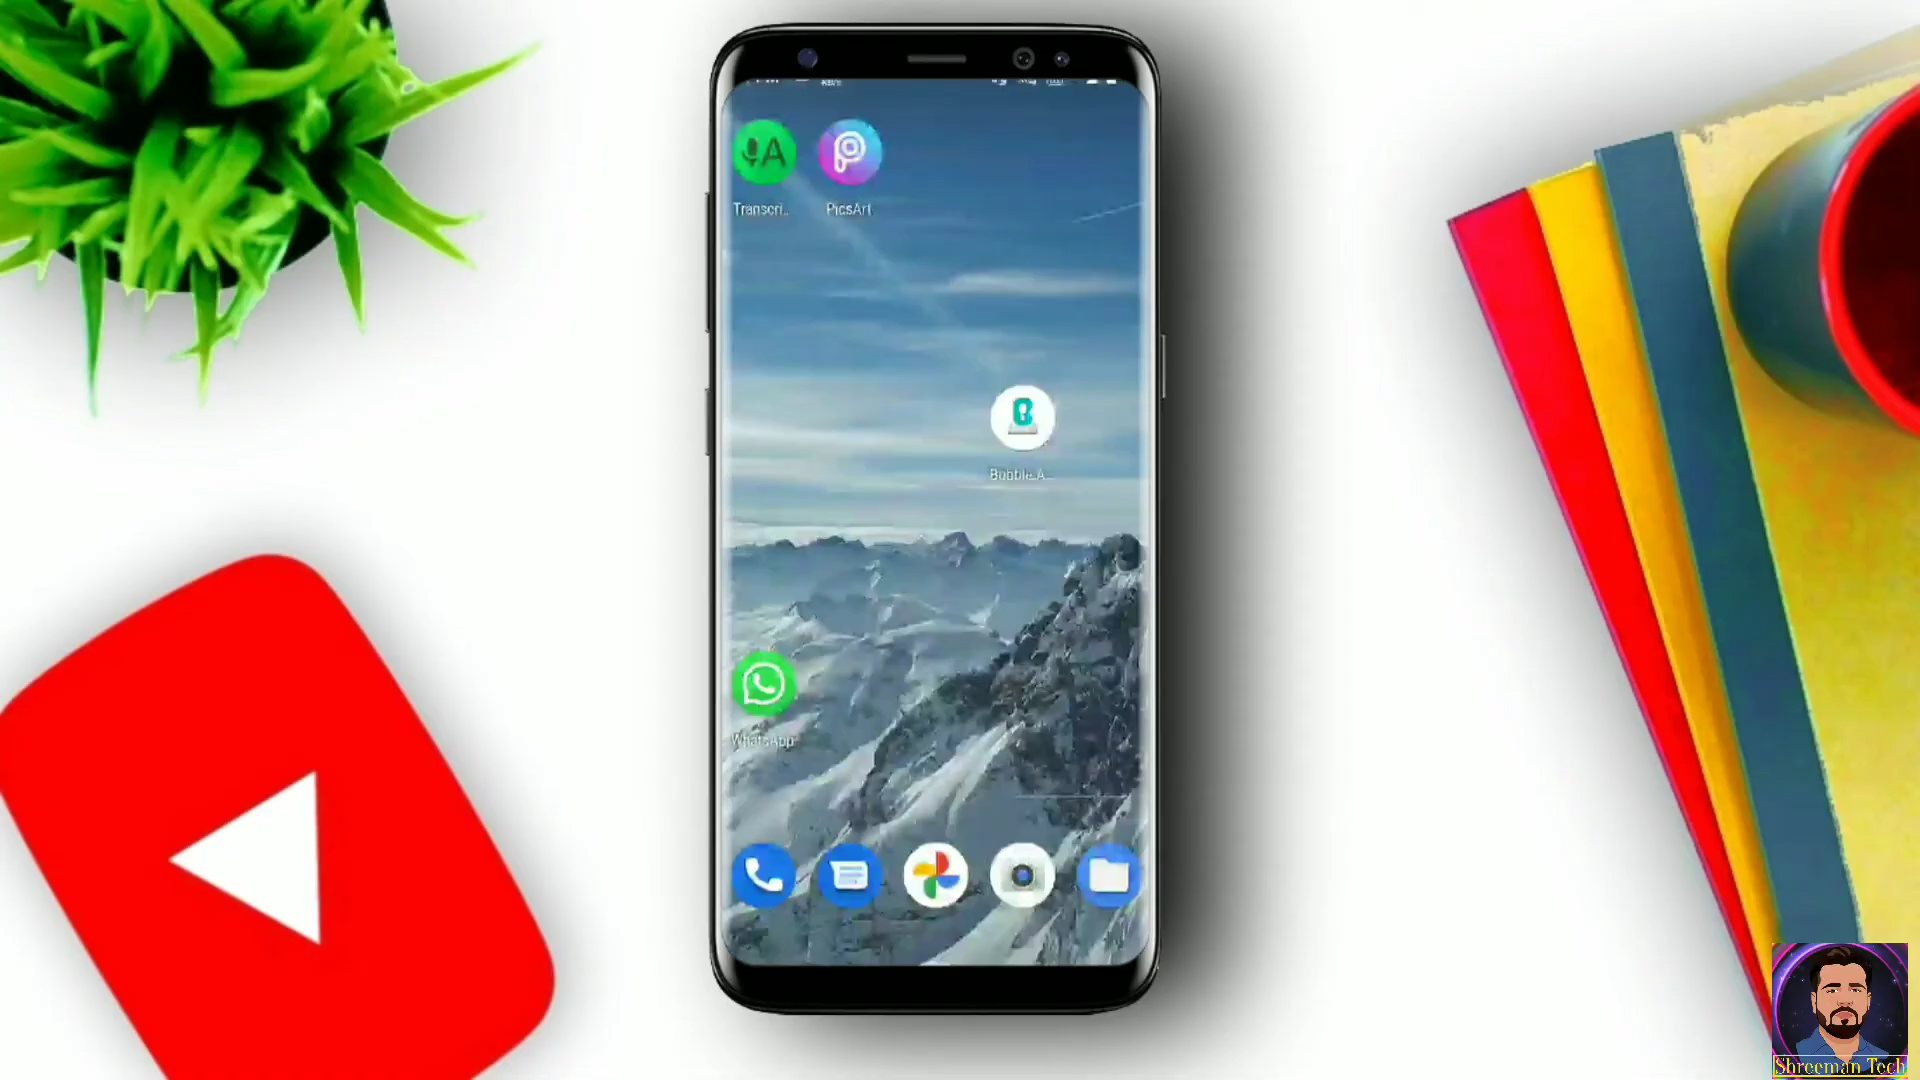 Transcri..
PicsArt
Bubble A...
WhatsApp
Shreeman Tech